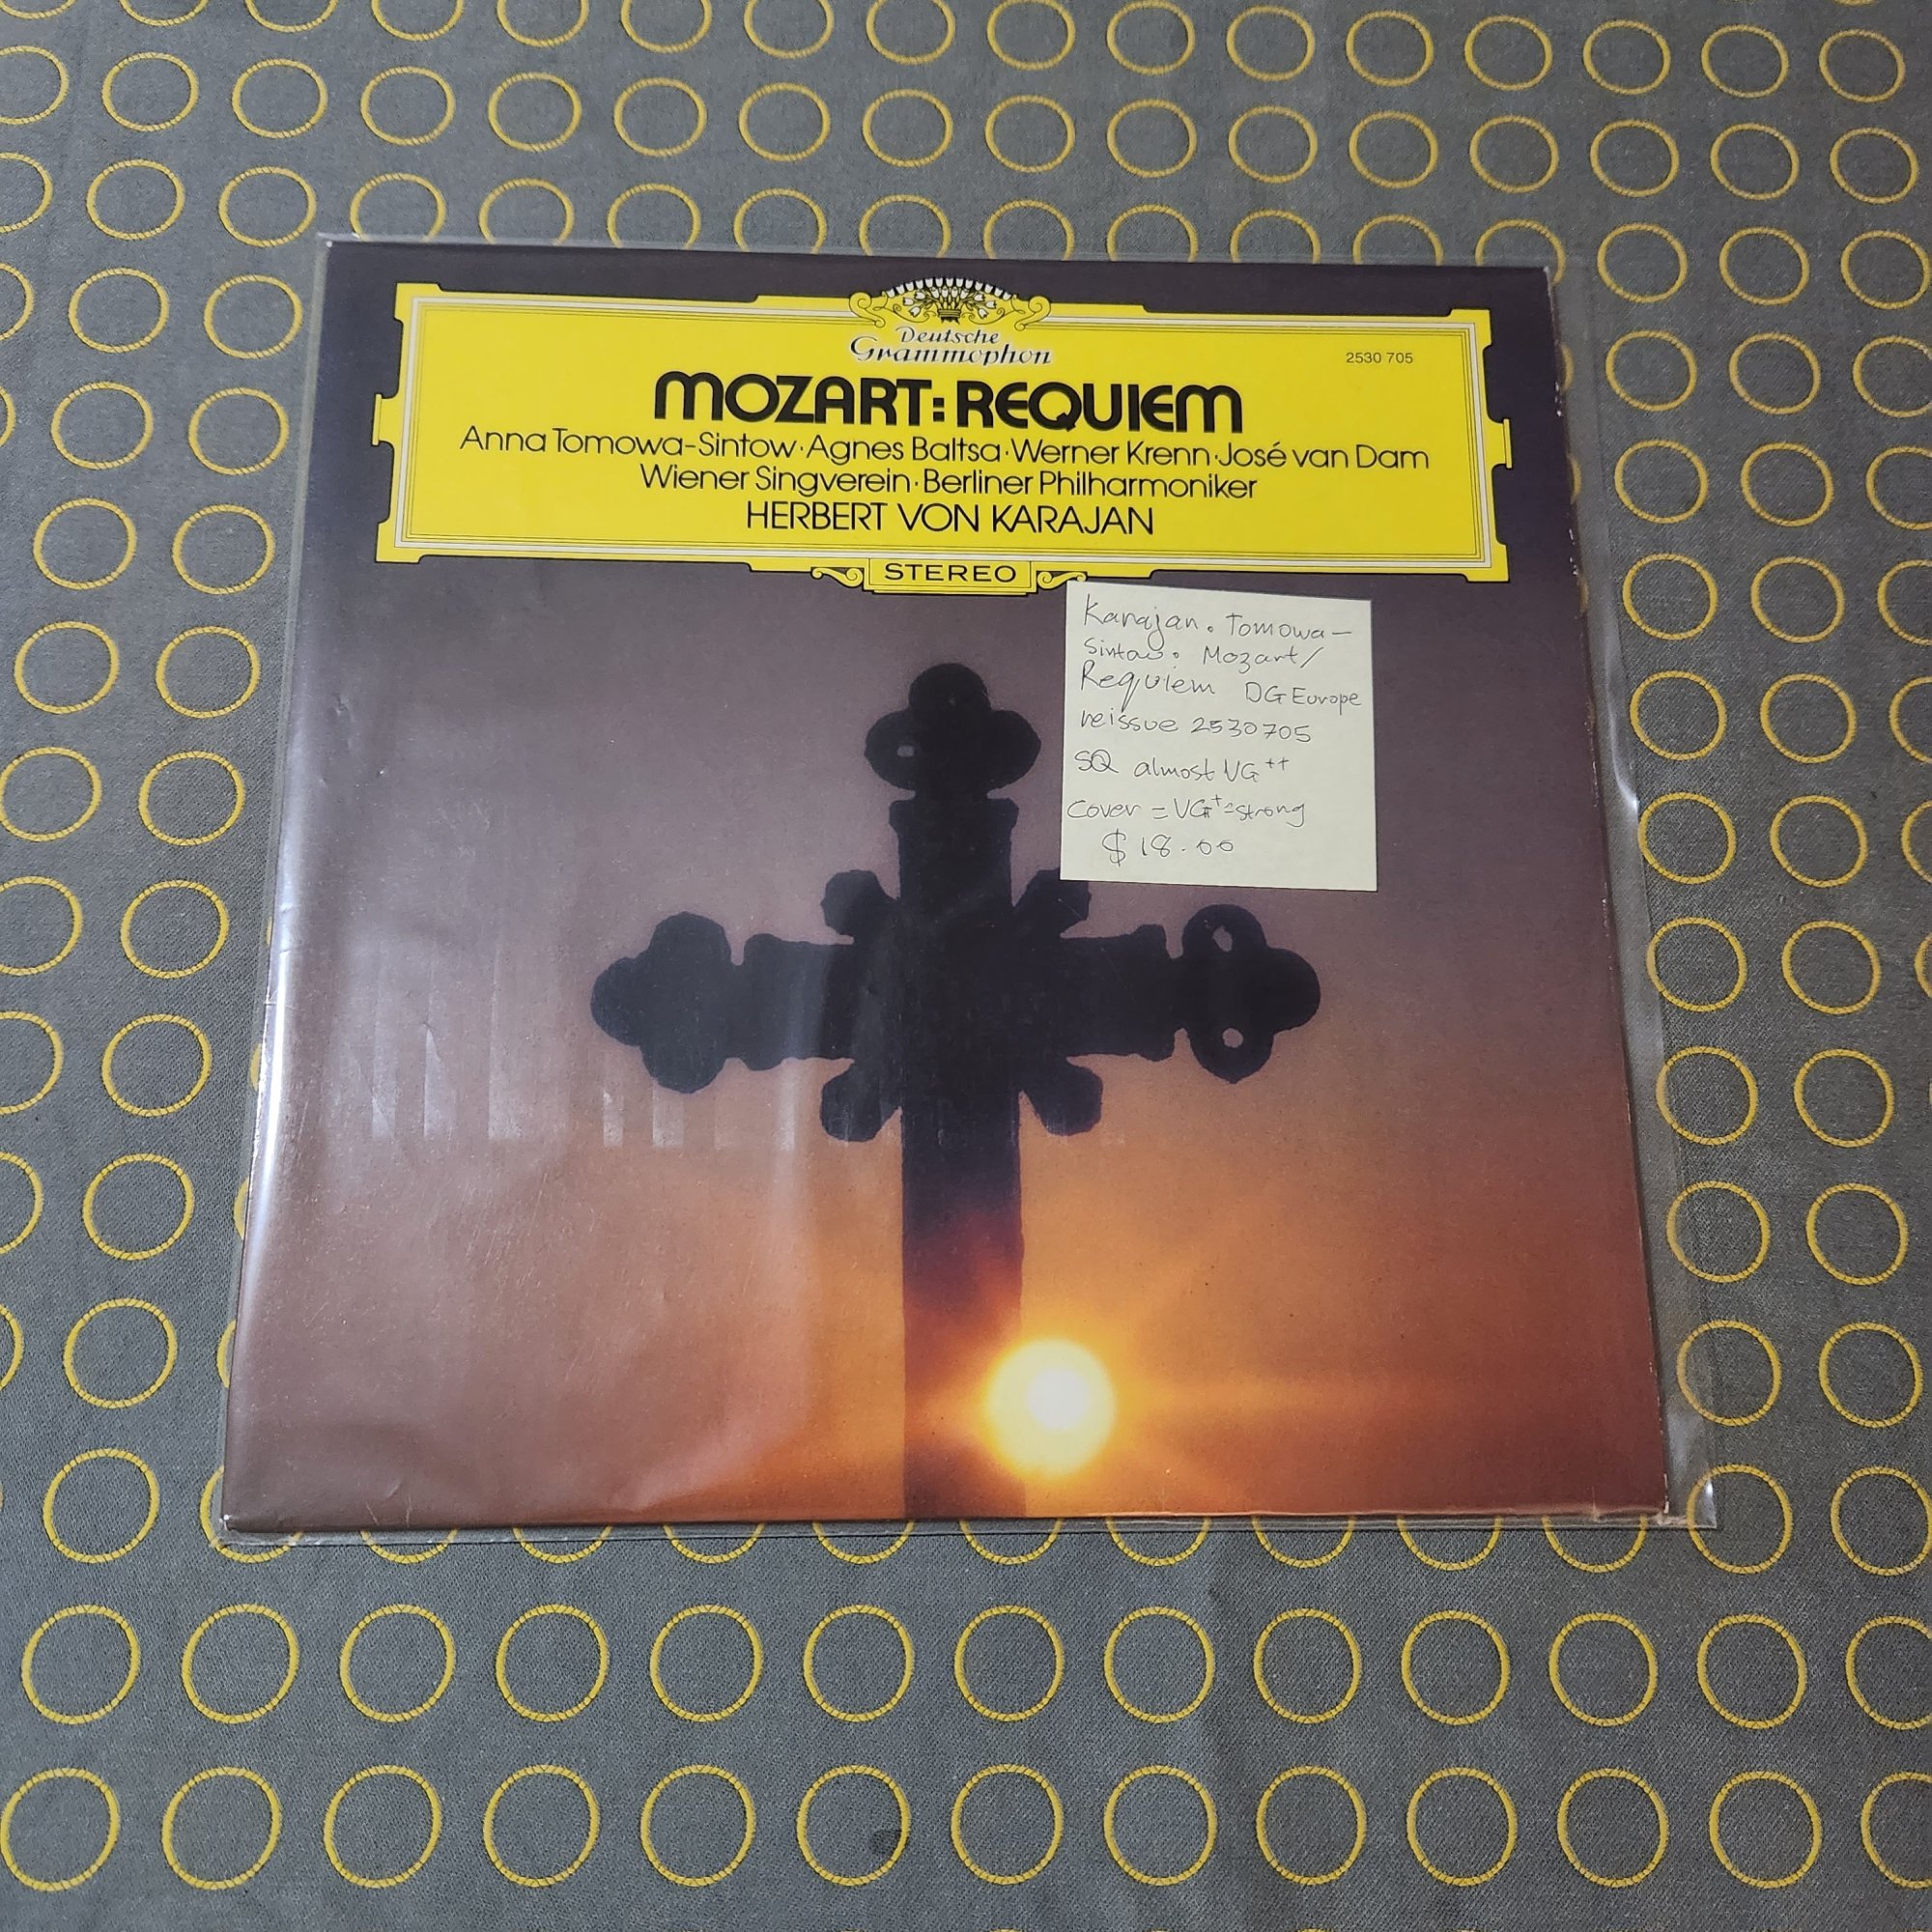 Deutsche
Grammophon
2530 705
MOZART: REQUIEM
Anna Tomowa-Sintow·Agnes Baltsa·Werner Krenn·José van Dam
Wiener Singverein·Berliner Philharmoniker
HERBERT VON KARAJAN
STEREO
Karajan. Tomowa-
Sintow. Mozart/
Requiem DG Europe
reissue 2530705
SQ almost VG++
Cover = VG+ = strong
$18.00